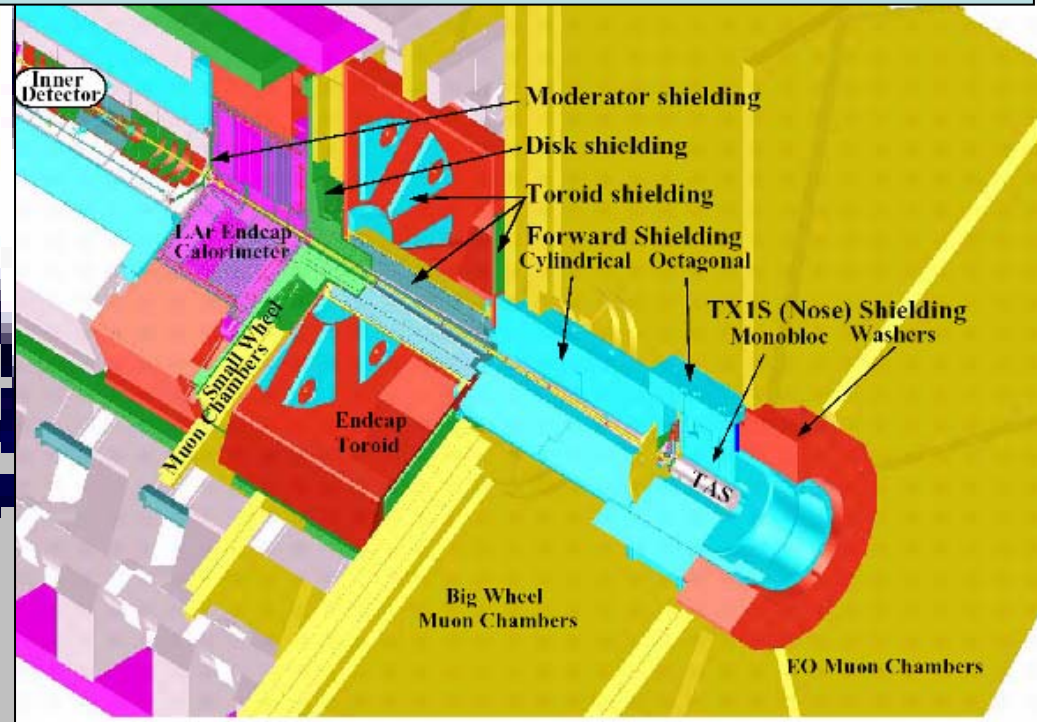 Inner
Detector
Moderator shielding
Disk shielding
Toroid shielding
LAr Endcap
Calorimeter
Forward Shielding
Cylindrical Octagonal
TX1S (Nose) Shielding
Monobloc Washers
Small Wheel
Muon Chambers
Endcap
Toroid
TAS
Big Wheel
Muon Chambers
EO Muon Chambers